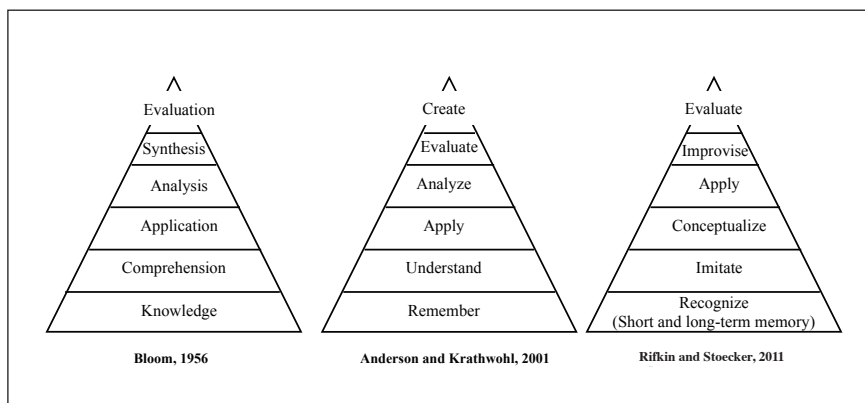 Evaluation
Synthesis
Analysis
Application
Comprehension
Knowledge
Bloom, 1956
Create
Evaluate
Analyze
Apply
Understand
Remember
Anderson and Krathwohl, 2001
Evaluate
Improvise
Apply
Conceptualize
Imitate
Recognize
(Short and long-term memory)
Rifkin and Stoecker, 2011